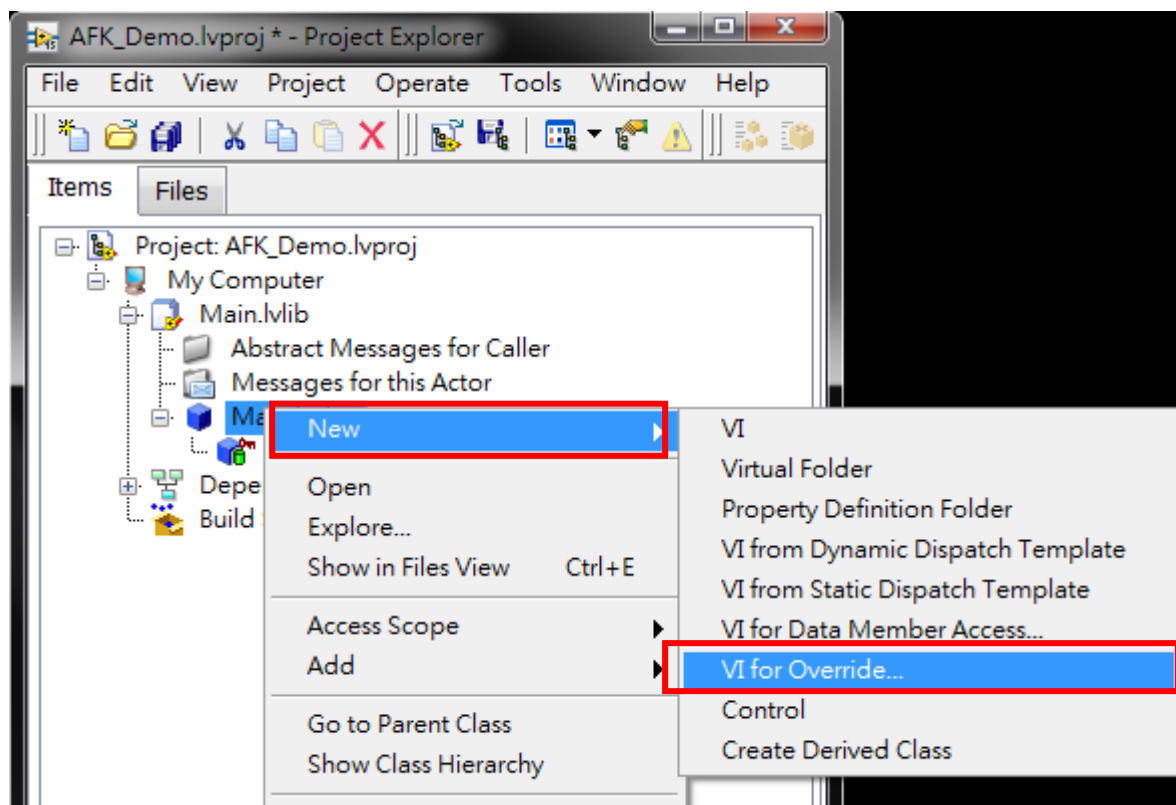 AFK_Demo.lvproj * - Project Explorer
File Edit View Project Operate Tools Window Help
Items Files
Project: AFK_Demo.lvproj
My Computer
Main.lvlib
Abstract Messages for Caller
Messages for this Actor
New
Open
Explore...
Show in Files View Ctrl+E
Access Scope
Add
Go to Parent Class
Show Class Hierarchy
Build
VI
Virtual Folder
Property Definition Folder
VI from Dynamic Dispatch Template
VI from Static Dispatch Template
VI for Data Member Access...
VI for Override...
Control
Create Derived Class